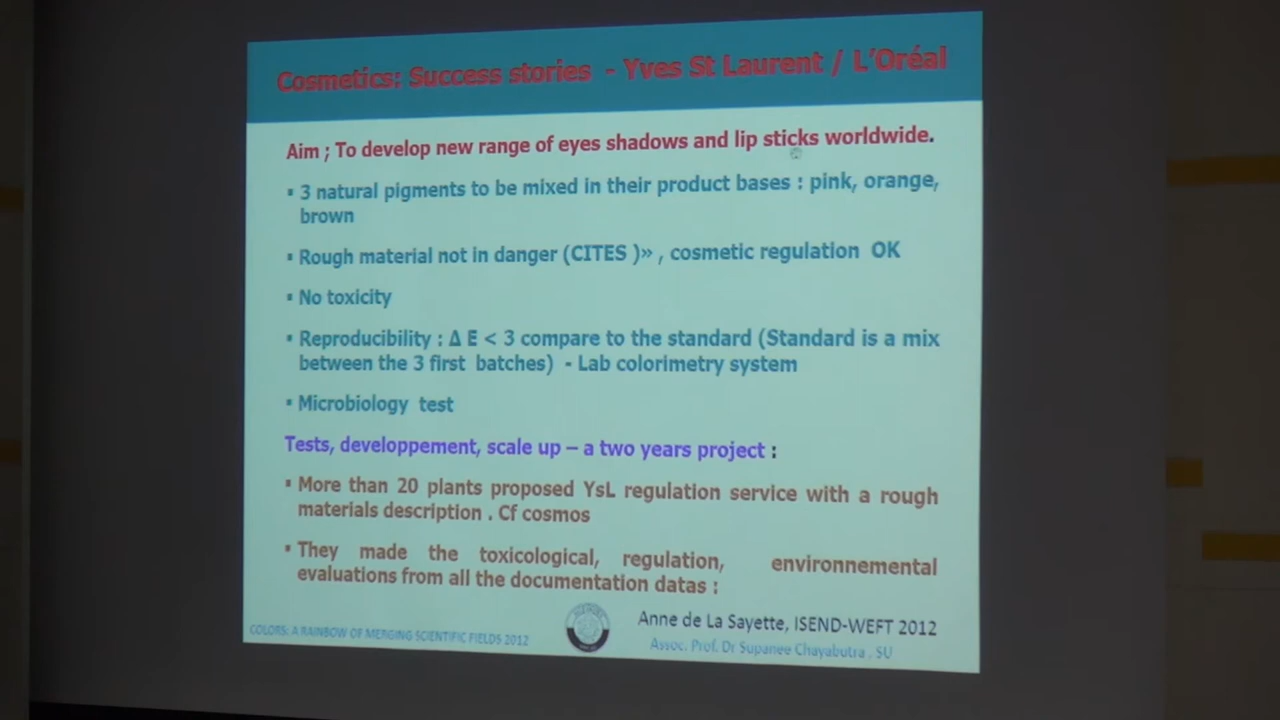 Cosmetics: Success stories - Yves St Laurent / L'Oréal
Aim ; To develop new range of eyes shadows and lip sticks worldwide.
▪ 3 natural pigments to be mixed in their product bases : pink, orange,
brown
▪ Rough material not in danger (CITES )» , cosmetic regulation OK
▪ No toxicity
▪ Reproducibility : Δ E < 3 compare to the standard (Standard is a mix
between the 3 first batches) - Lab colorimetry system
▪ Microbiology test
Tests, developpement, scale up – a two years project :
▪ More than 20 plants proposed YsL regulation service with a rough
materials description . Cf cosmos
▪ They made the toxicological, regulation, environnemental
evaluations from all the documentation datas :
COLORS: A RAINBOW OF MERGING SCIENTIFIC FIELDS 2012
Anne de La Sayette, ISEND-WEFT 2012
Assoc. Prof. Dr Supanee Chayabutra . SU